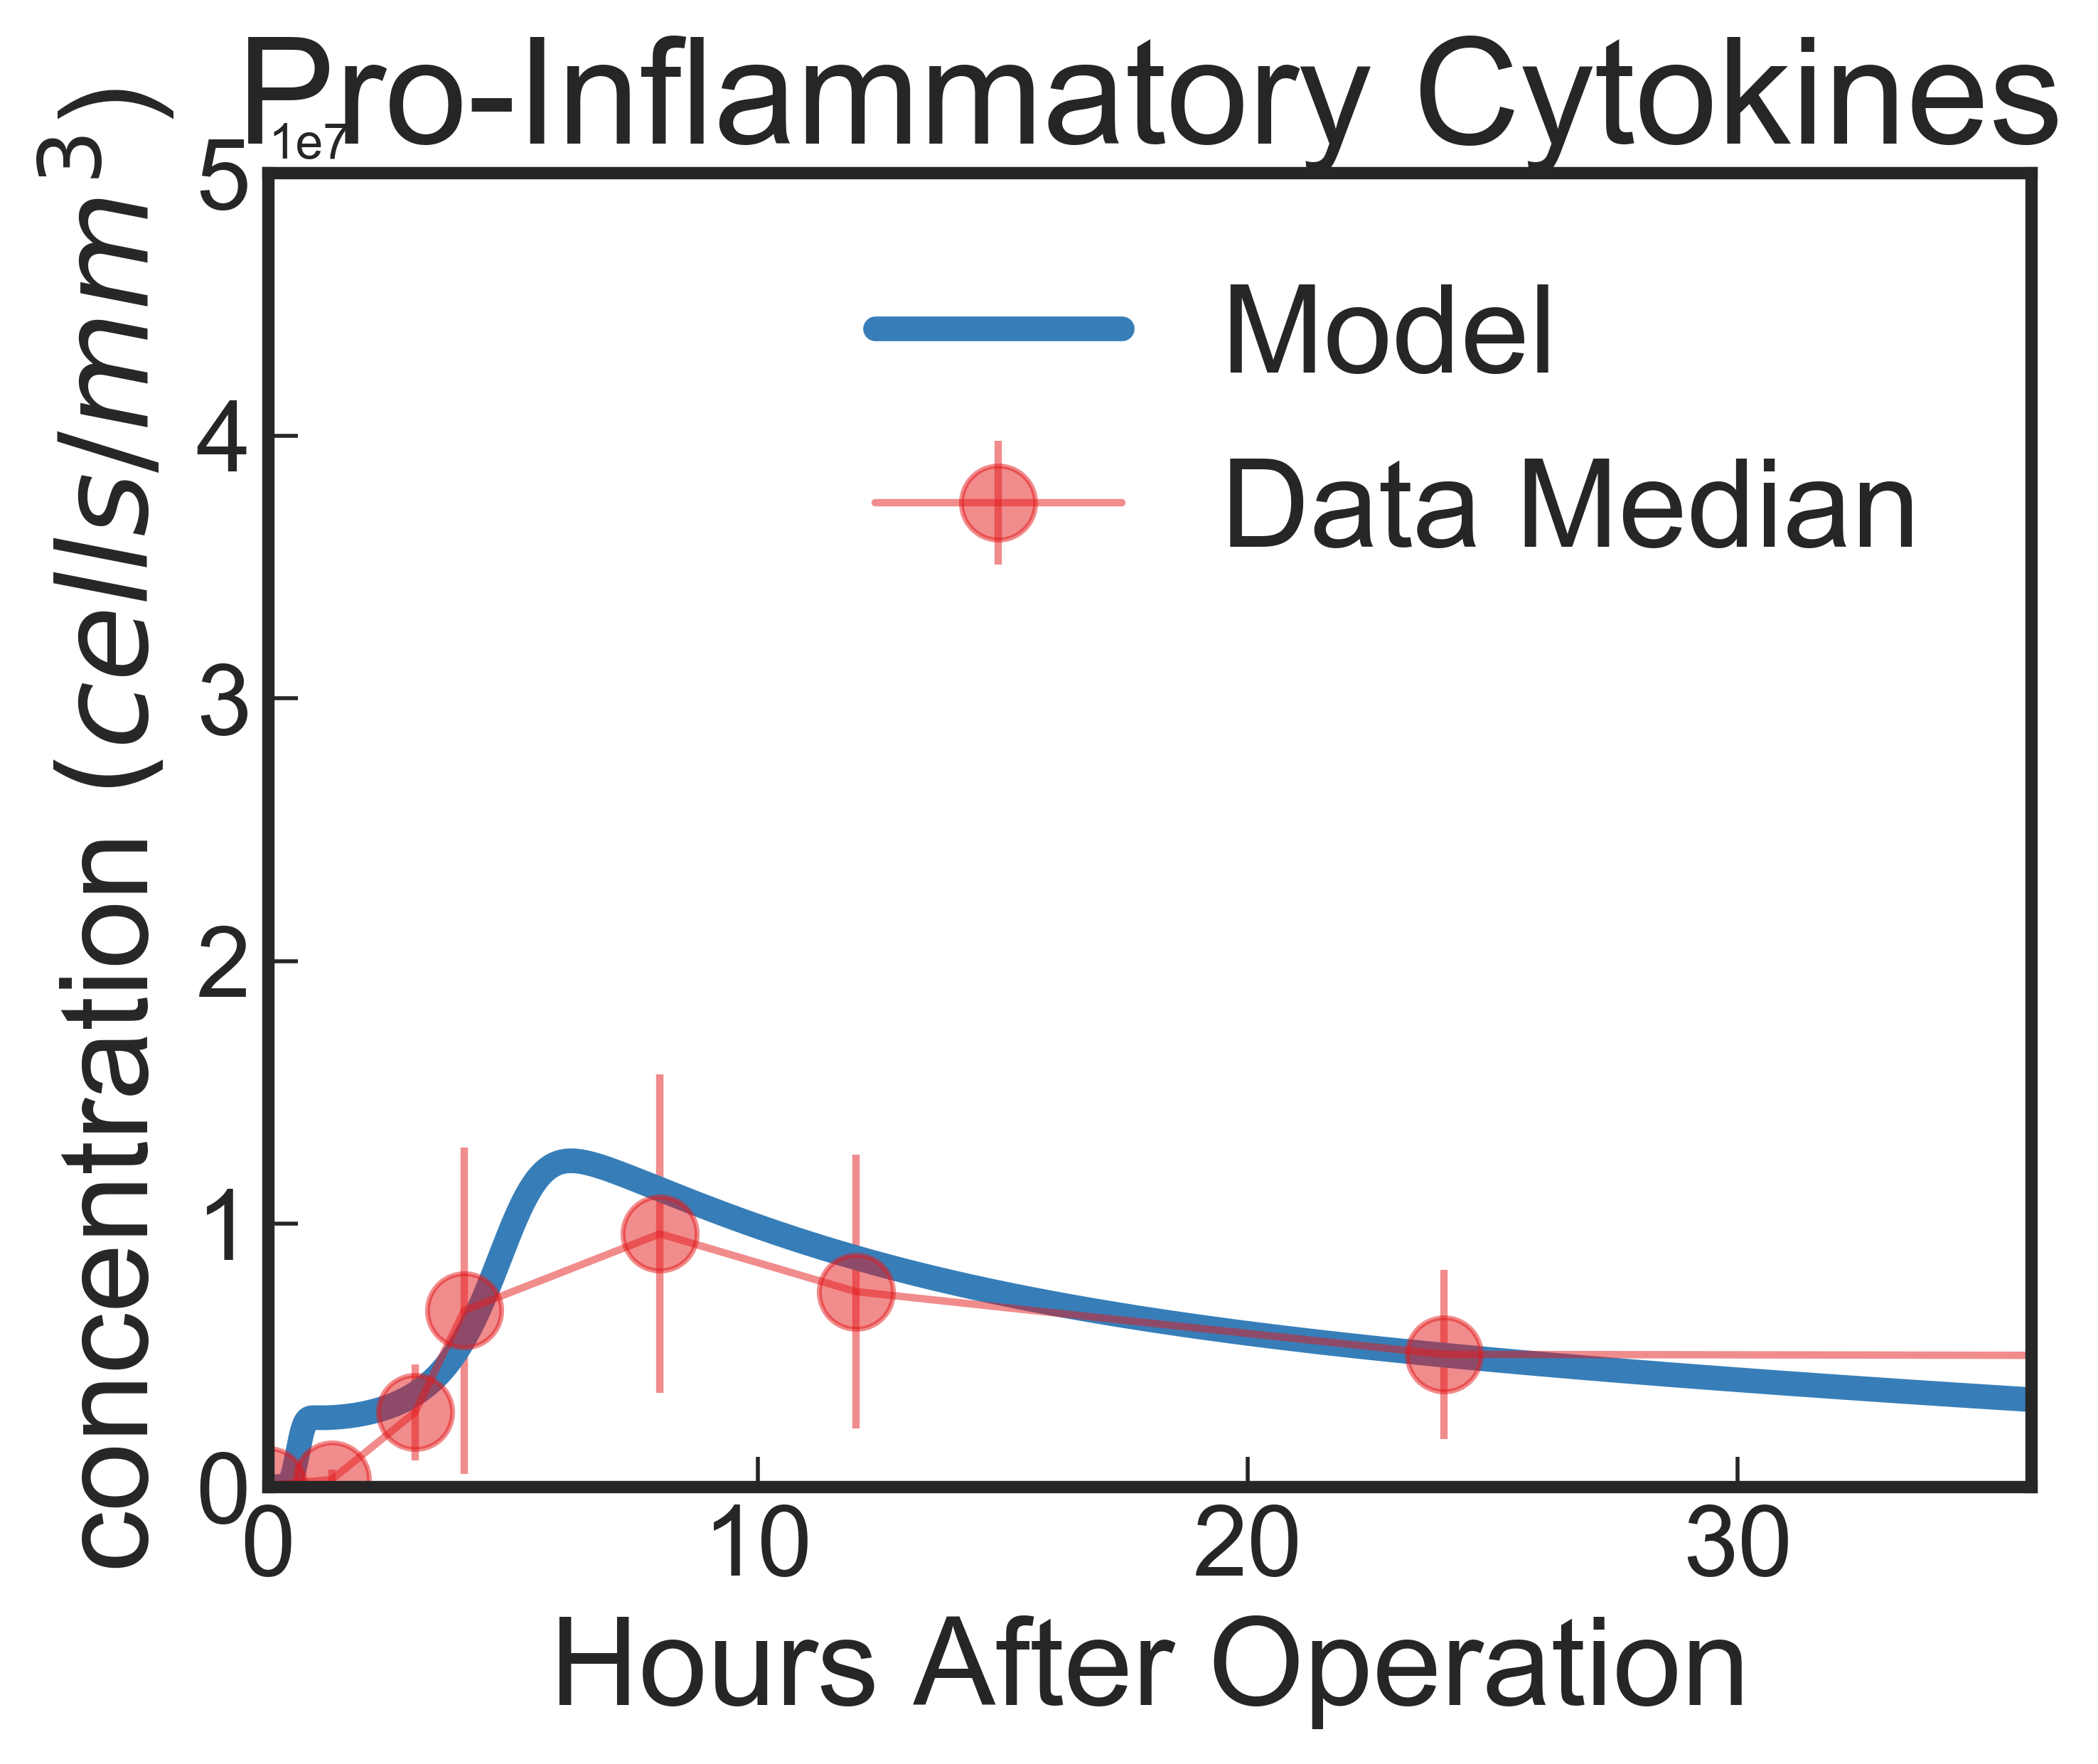 Pro-Inflammatory Cytokines
1e7
concentration (cells/mm³)
5
4
3
2
1
0
Model
Data Median
0 10 20 30
Hours After Operation